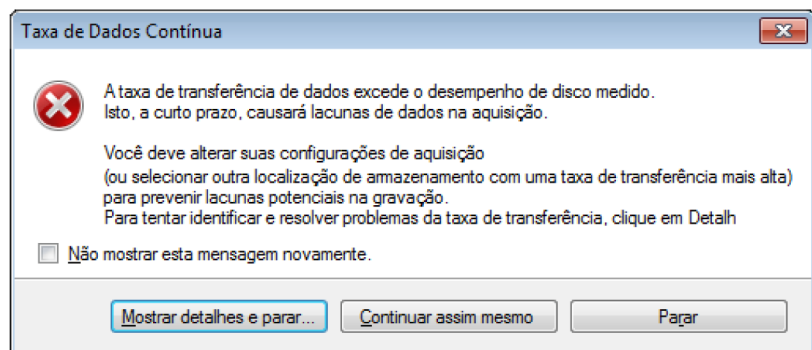 Taxa de Dados Contínua
A taxa de transferência de dados excede o desempenho de disco medido.
Isto, a curto prazo, causará lacunas de dados na aquisição.
Você deve alterar suas configurações de aquisição
(ou selecionar outra localização de armazenamento com uma taxa de transferência mais alta)
para prevenir lacunas potenciais na gravação.
Para tentar identificar e resolver problemas da taxa de transferência, clique em Detalh
Não mostrar esta mensagem novamente.
Mostrar detalhes e parar... Continuar assim mesmo Parar